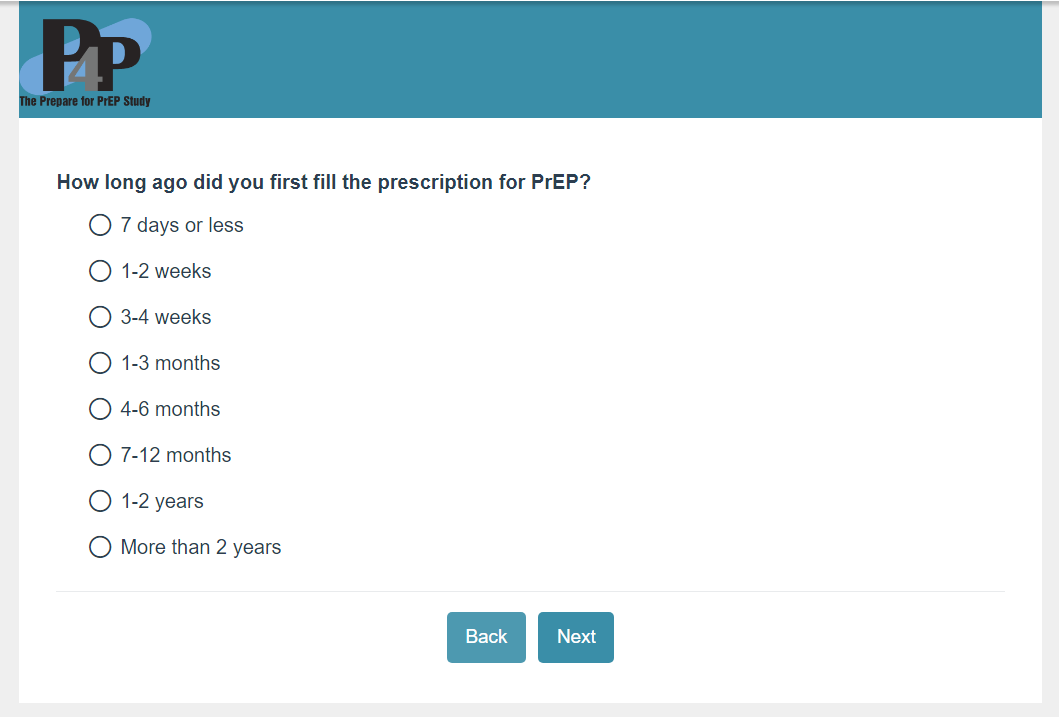 P4P
The Prepare for PrEP Study
How long ago did you first fill the prescription for PrEP?
7 days or less
1-2 weeks
3-4 weeks
1-3 months
4-6 months
7-12 months
1-2 years
More than 2 years
Back Next